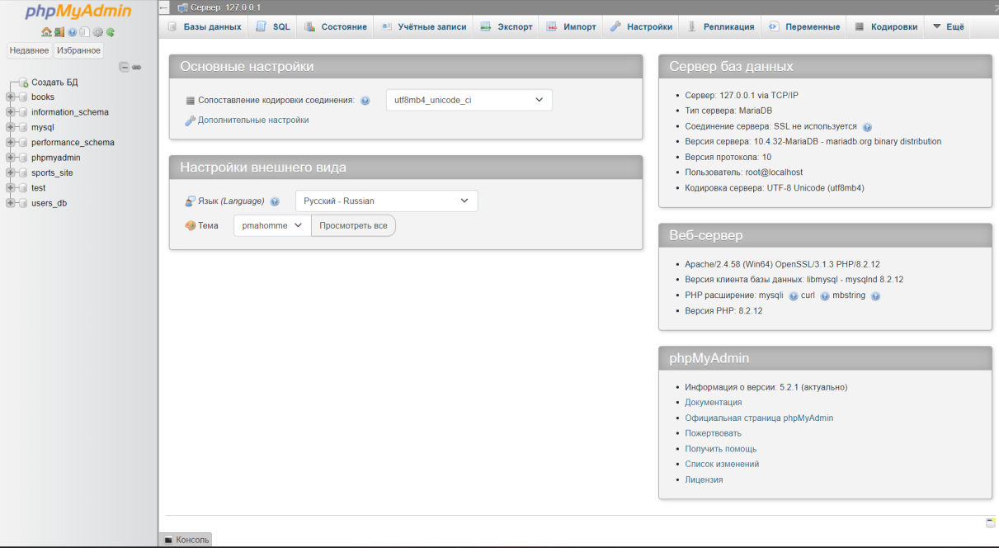 phpMyAdmin
Недавнее Избранное
Создать БД
books
information_schema
mysql
performance_schema
phpmyadmin
sports_site
test
users_db
Сервер: 127.0.0.1
Базы данных SQL Состояние Учётные записи Экспорт Импорт Настройки Репликация Переменные Кодировки Ещё
Основные настройки
Сопоставление кодировки соединения: utf8mb4_unicode_ci
Дополнительные настройки
Настройки внешнего вида
Язык (Language) Русский - Russian
Тема pmahomme Просмотреть все
Сервер баз данных
Сервер: 127.0.0.1 via TCP/IP
Тип сервера: MariaDB
Соединение сервера: SSL не используется
Версия сервера: 10.4.32-MariaDB - mariadb.org binary distribution
Версия протокола: 10
Пользователь: root@localhost
Кодировка сервера: UTF-8 Unicode (utf8mb4)
Веб-сервер
Apache/2.4.58 (Win64) OpenSSL/3.1.3 PHP/8.2.12
Версия клиента базы данных: libmysql - mysqlnd 8.2.12
PHP расширение: mysqli curl mbstring
Версия PHP: 8.2.12
phpMyAdmin
Информация о версии: 5.2.1 (актуально)
Документация
Официальная страница phpMyAdmin
Пожертвовать
Получить помощь
Список изменений
Лицензия
Консоль